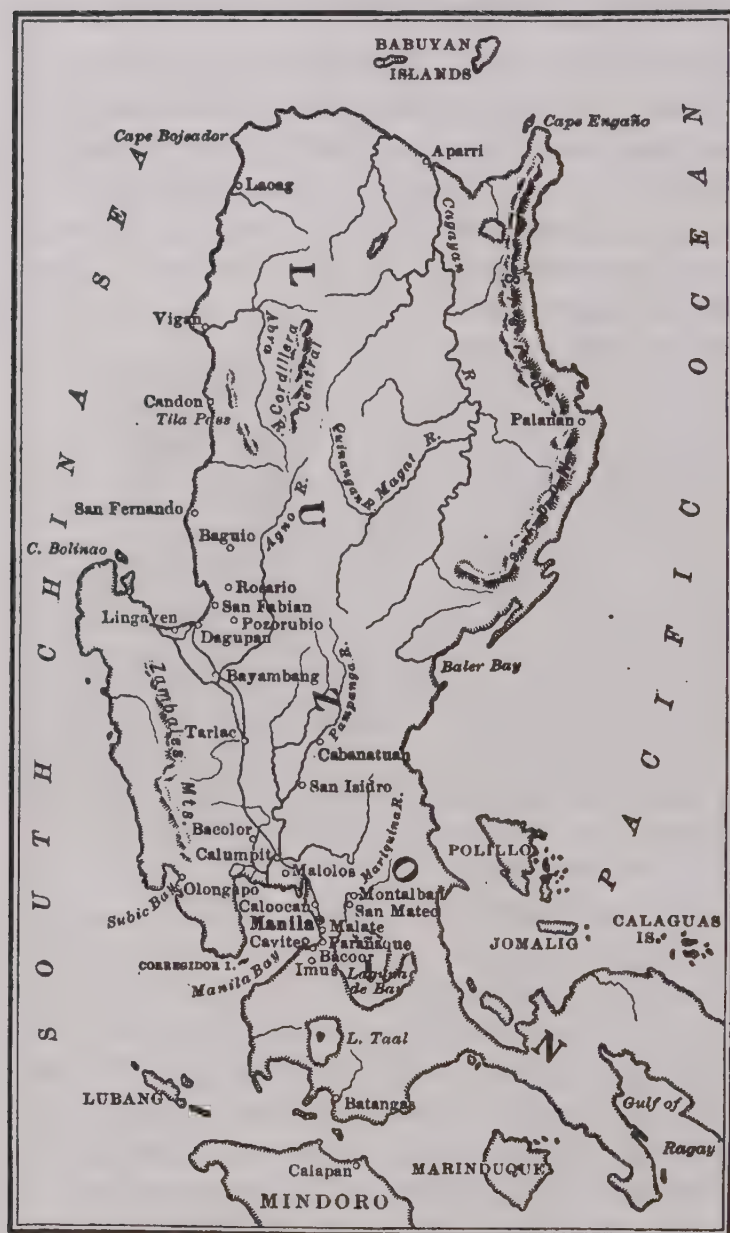 BABUYAN
ISLANDS
Cape Bojeador
Cape Engaño
Aparri
Laoag
Cagayan
R.
Vigan
Abra
R.
Cordillera
Central
Candon
Tila Pass
Palanan
Quinangan
R.
Magat R.
San Fernando
Agno R.
Baguio
C. Bolinao
Rosario
San Fabian
Lingayen
Pozorubio
Dagupan
Baler Bay
Bayambang
Pampanga R.
Zambales
Mts.
Tarlac
Cabanatuan
San Isidro
Bacolor
Mariquina R.
POLILLO
Calumpit
Malolos
Subic Bay
Olongapo
Montalban
Caloocan
San Mateo
Manila
CALAGUAS
IS.
Malate
JOMALIG
Cavite
Parañaque
CORREGIDOR I.
Bacoor
Manila Bay
Imus
Laguna
de Bay
L. Taal
LUBANG
Batangas
Gulf of
Ragay
Calapan
MARINDUQUE
MINDORO
LUZON
SOUTH CHINA SEA
PACIFIC OCEAN